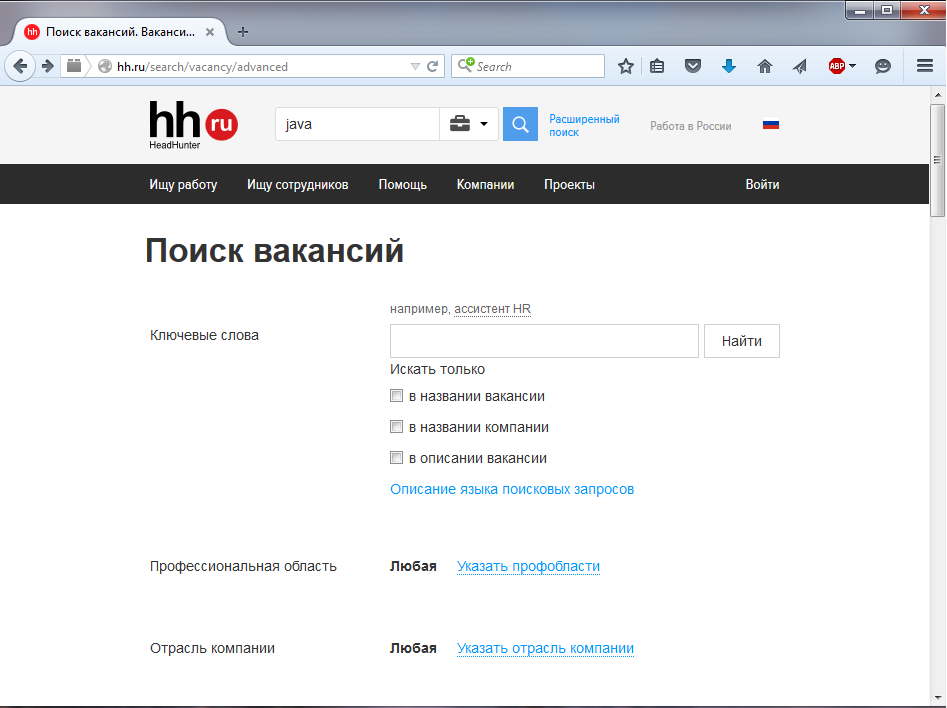 hh Поиск вакансий. Ваканси...
hh.ru/search/vacancy/advanced
Search
ABP
hh ru
HeadHunter
java
Расширенный
поиск
Работа в России
Ищу работу Ищу сотрудников Помощь Компании Проекты Войти
Поиск вакансий
например, ассистент HR
Ключевые слова
Найти
Искать только
в названии вакансии
в названии компании
в описании вакансии
Описание языка поисковых запросов
Профессиональная область Любая Указать профобласти
Отрасль компании Любая Указать отрасль компании